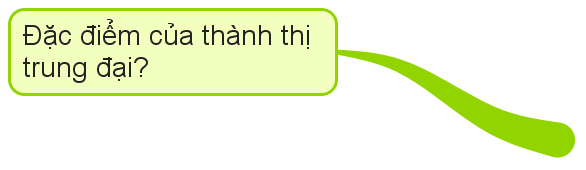 Đặc điểm của thành thị
trung đại?